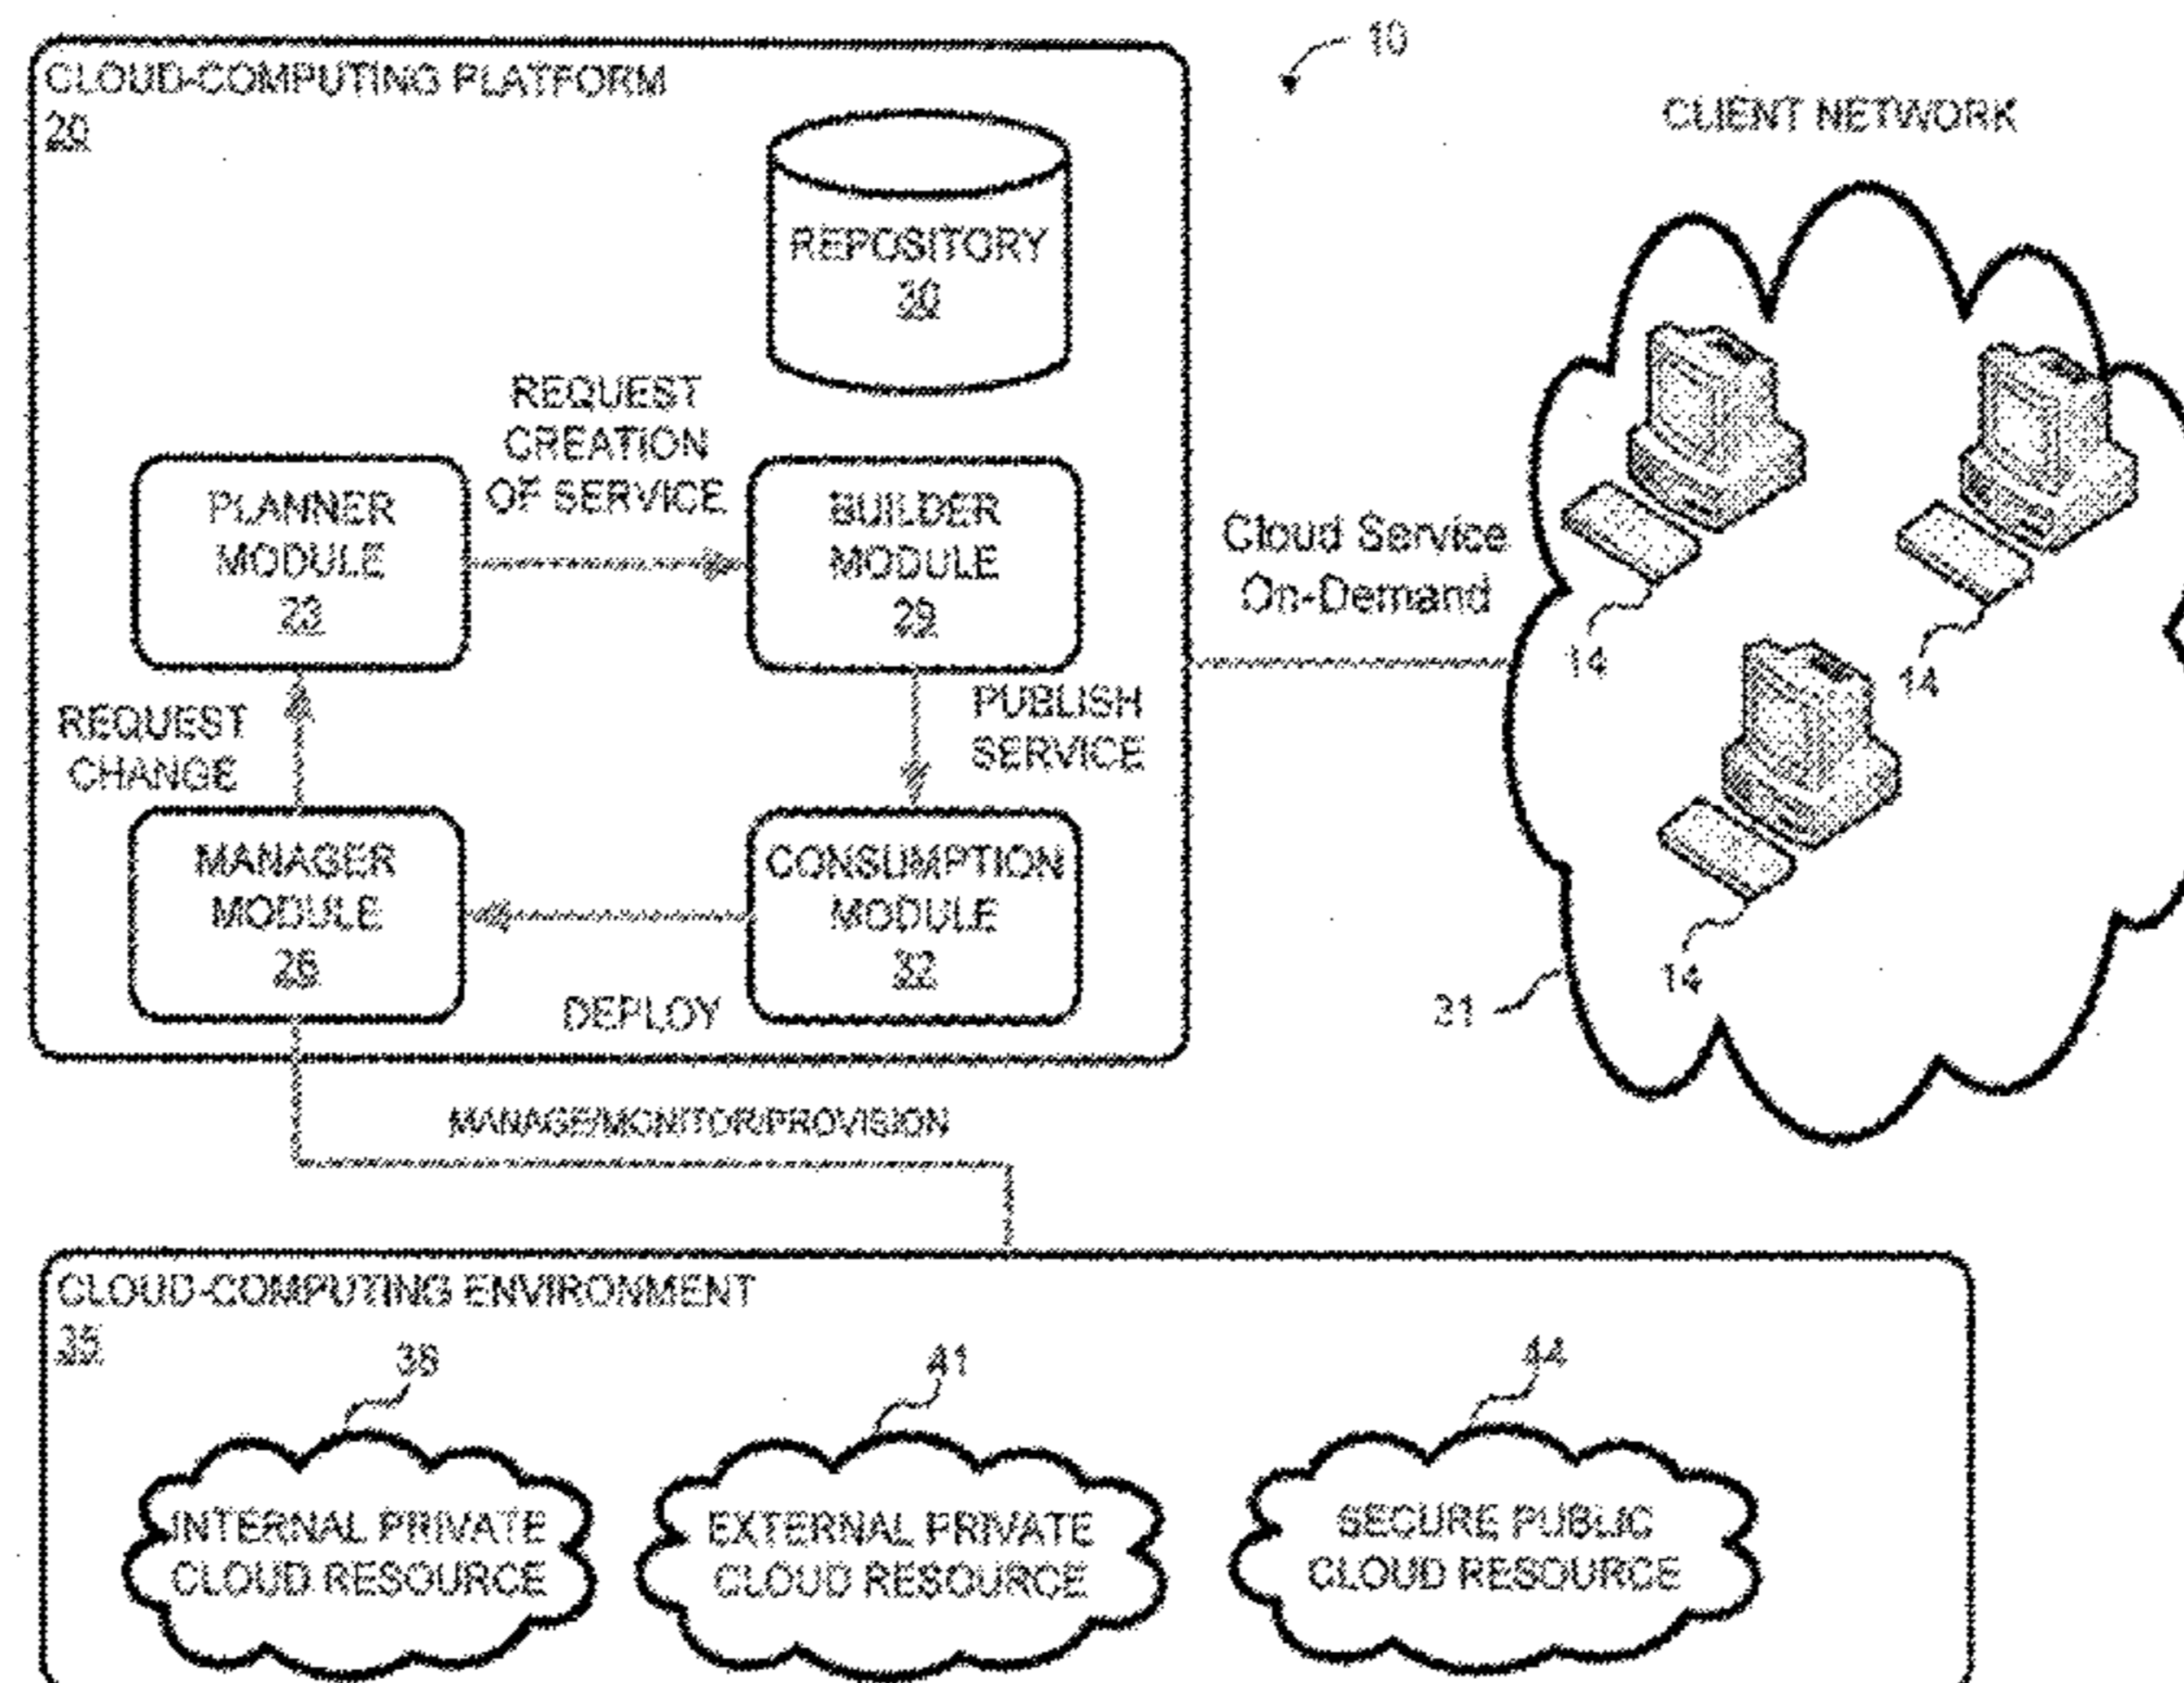 10
CLOUD-COMPUTING PLATFORM
20
CLIENT NETWORK
REPOSITORY
30
REQUEST
CREATION
OF SERVICE
PLANNER
MODULE
23
BUILDER
MODULE
29
Cloud Service
On-Demand
14
14
REQUEST
CHANGE
PUBLISH
SERVICE
MANAGER
MODULE
26
CONSUMPTION
MODULE
32
14
31
DEPLOY
MANAGE/MONITOR/PROVISION
CLOUD-COMPUTING ENVIRONMENT
35
38
41
44
INTERNAL PRIVATE
CLOUD RESOURCE
EXTERNAL PRIVATE
CLOUD RESOURCE
SECURE PUBLIC
CLOUD RESOURCE